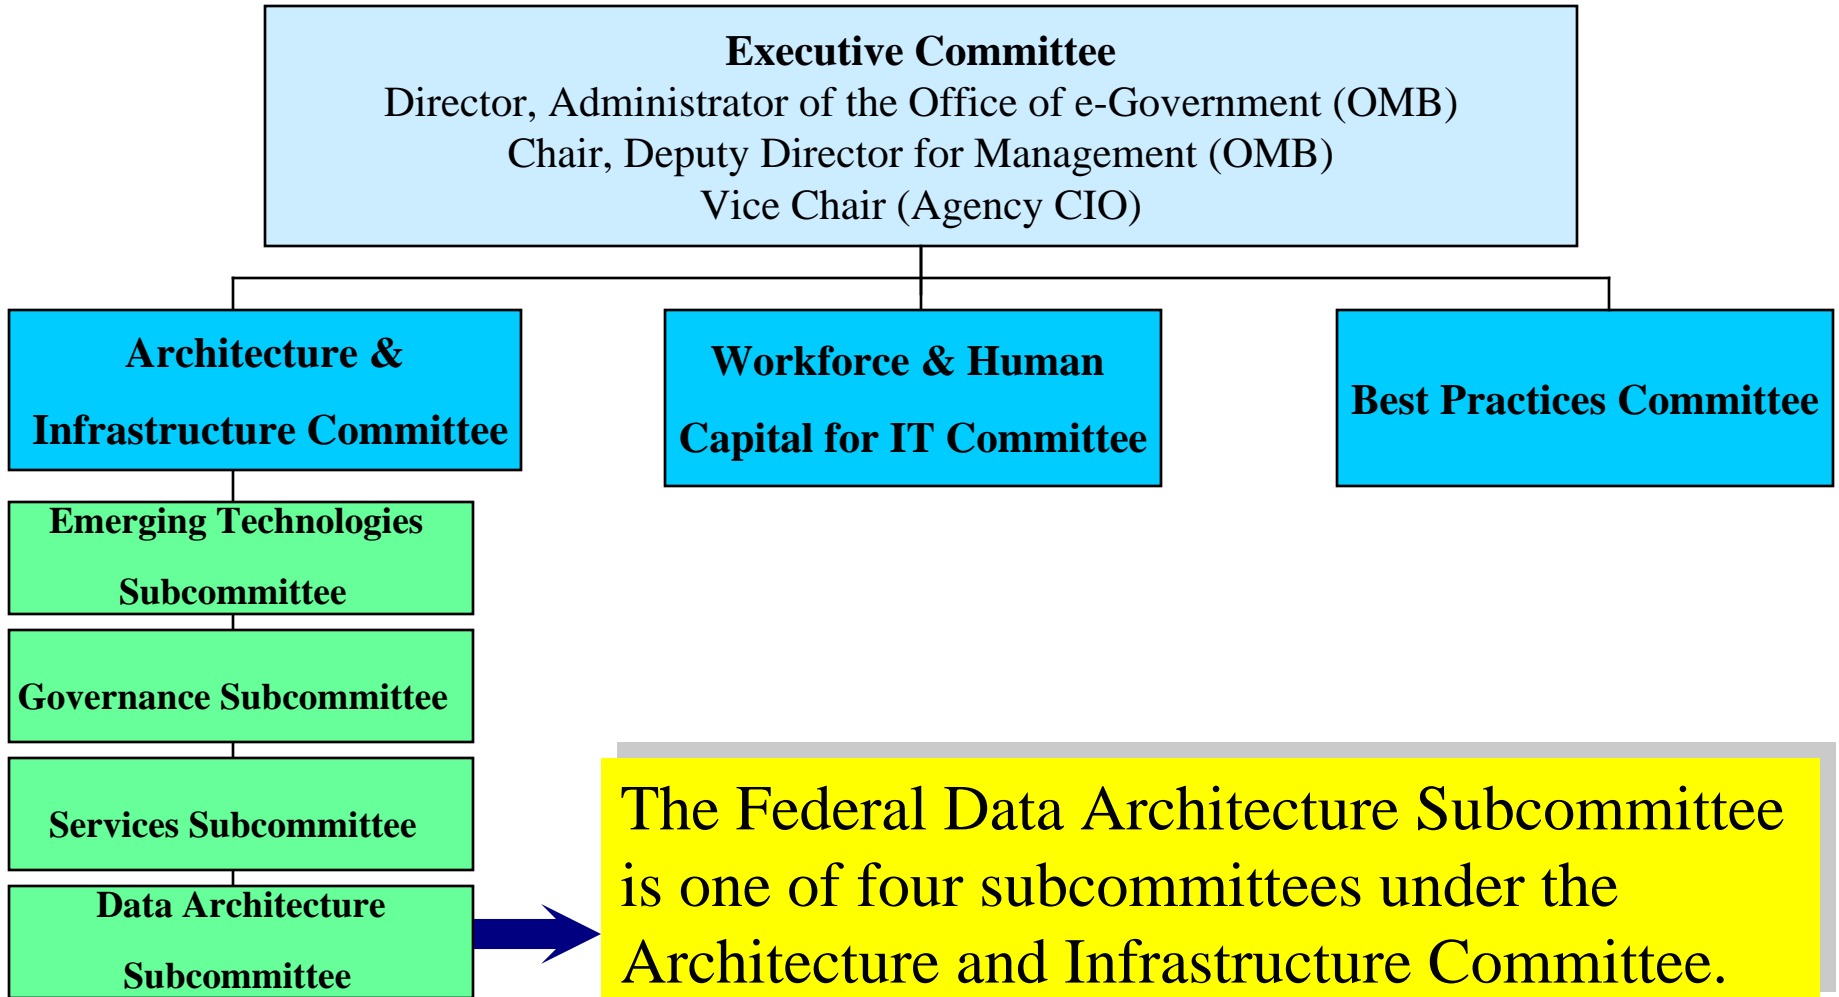 Executive Committee
Director, Administrator of the Office of e-Government (OMB)
Chair, Deputy Director for Management (OMB)
Vice Chair (Agency CIO)
Architecture &
Infrastructure Committee
Workforce & Human
Capital for IT Committee
Best Practices Committee
Emerging Technologies
Subcommittee
Governance Subcommittee
Services Subcommittee
Data Architecture
Subcommittee
The Federal Data Architecture Subcommittee
is one of four subcommittees under the
Architecture and Infrastructure Committee.